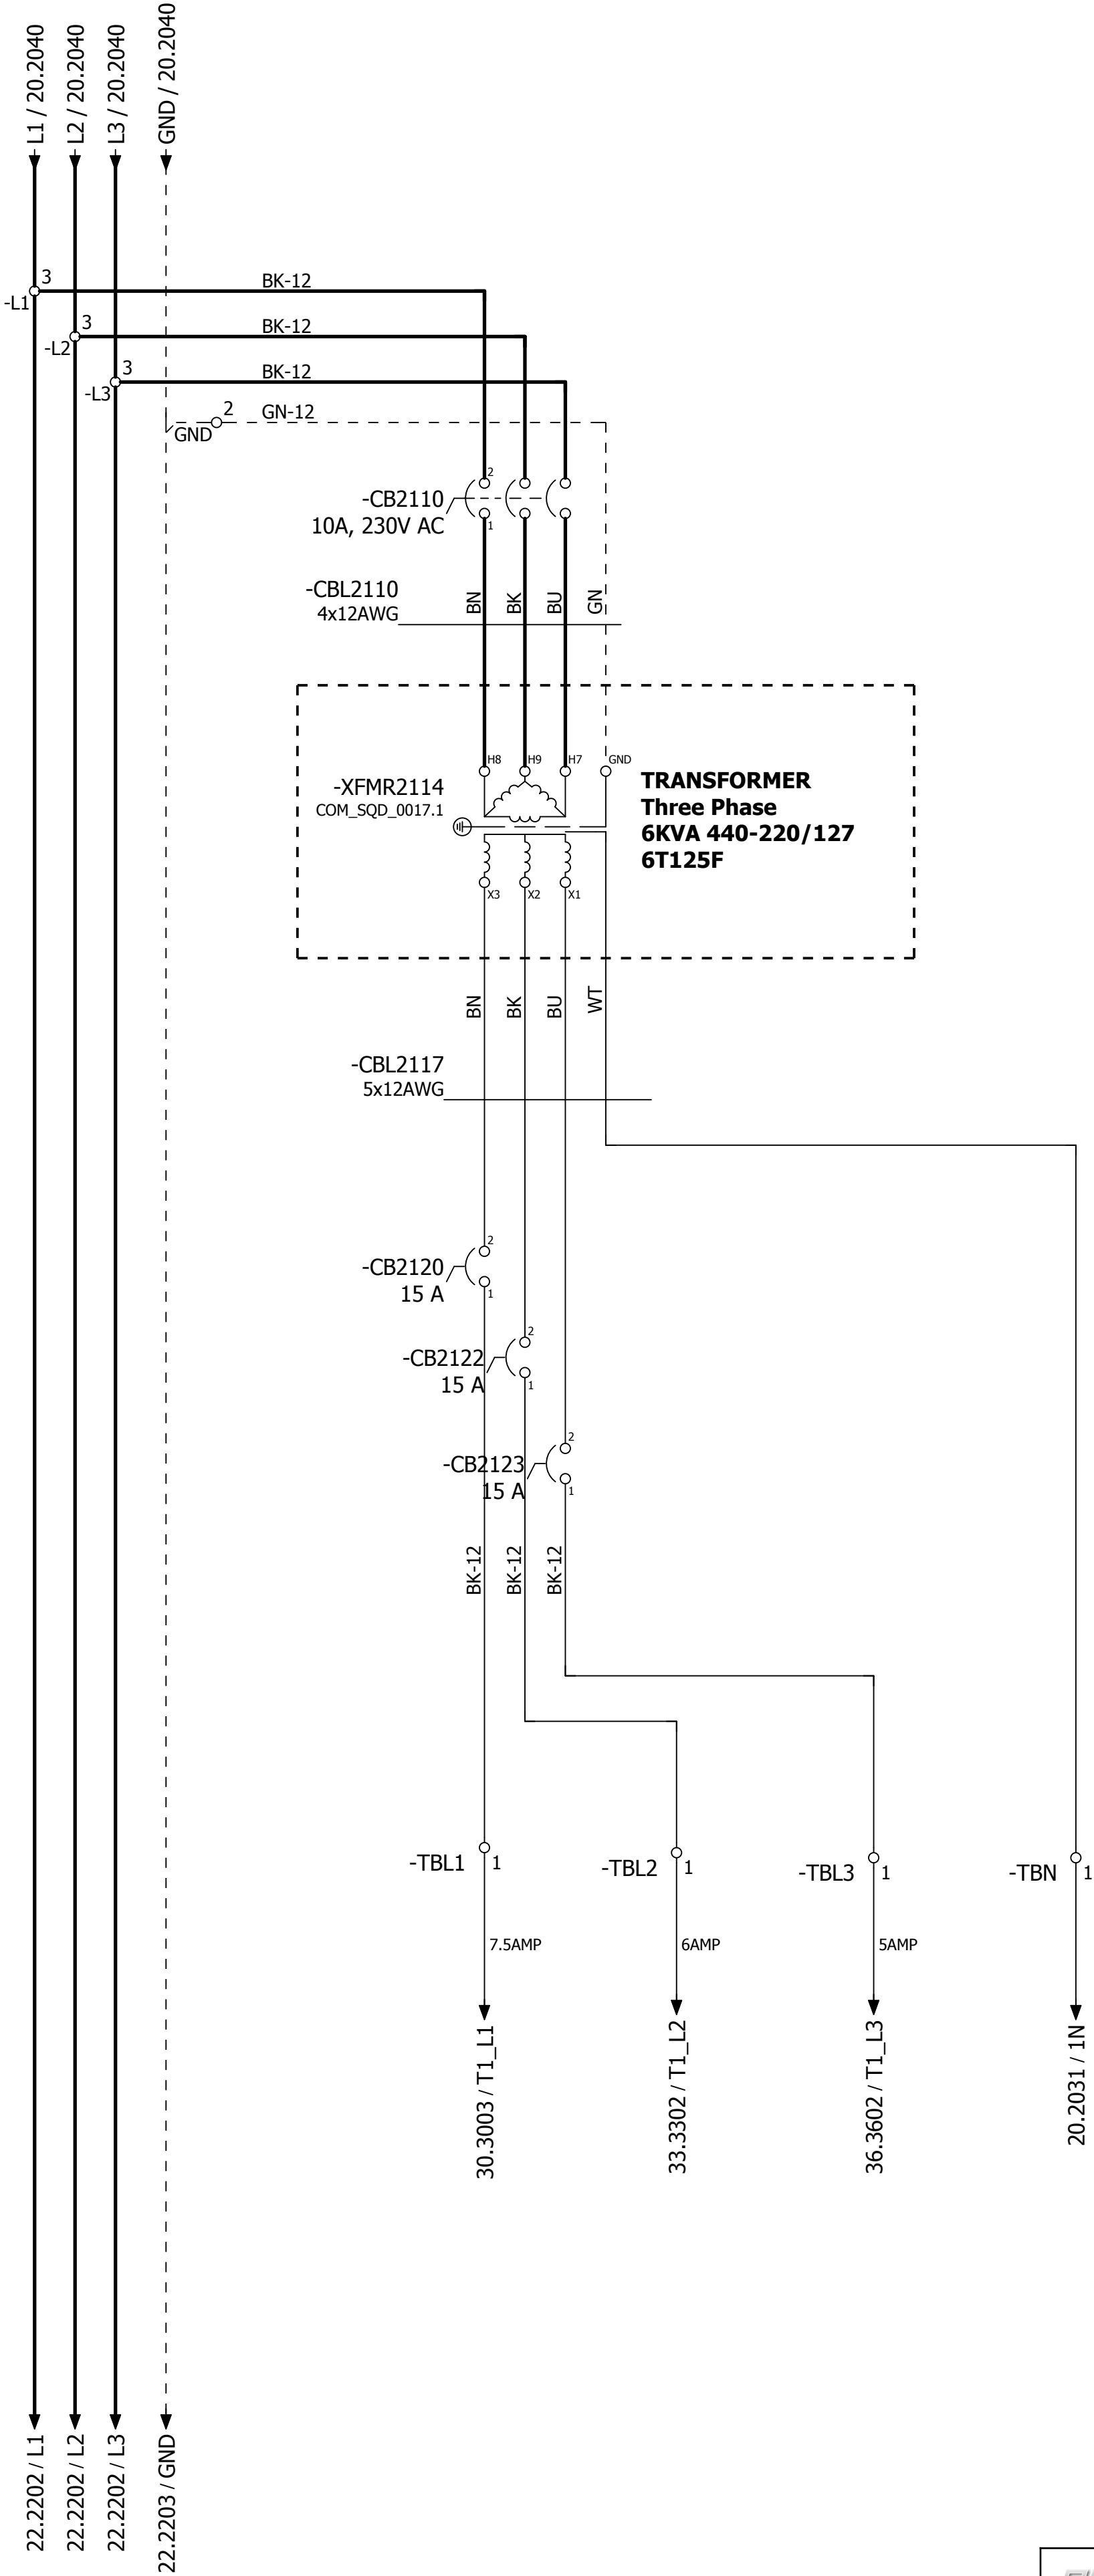 L1 / 20.2040
L2 / 20.2040
L3 / 20.2040
GND / 20.2040
3
BK-12
-L1
3
BK-12
-L2
3
BK-12
-L3
2
GN-12
GND
2
-CB2110
10A, 230V AC
1
-CBL2110
4x12AWG
BN
BK
BU
GN
H8
H9
H7
GND
-XFMR2114
COM_SQD_0017.1
TRANSFORMER
Three Phase
6KVA 440-220/127
6T125F
X3
X2
X1
BN
BK
BU
WT
-CBL2117
5x12AWG
2
-CB2120
15 A
1
2
-CB2122
15 A
1
2
-CB2123
15 A
1
BK-12
BK-12
BK-12
-TBL1
1
-TBL2
1
-TBL3
1
-TBN
1
7.5AMP
6AMP
5AMP
30.3003 / T1_L1
33.3302 / T1_L2
36.3602 / T1_L3
20.2031 / 1N
22.2202 / L1
22.2202 / L2
22.2202 / L3
22.2203 / GND